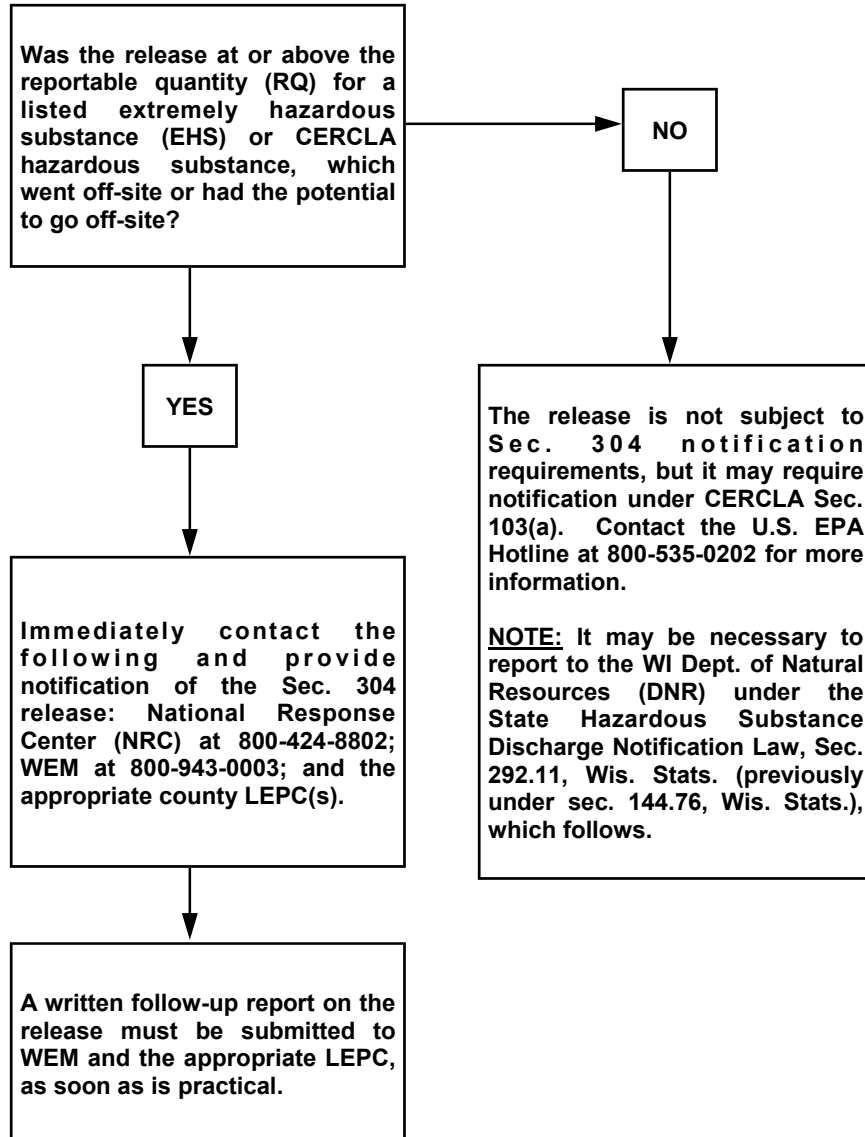 Was the release at or above the
reportable quantity (RQ) for a
listed extremely hazardous
substance (EHS) or CERCLA
hazardous substance, which
went off-site or had the potential
to go off-site?
NO
YES
The release is not subject to
Sec. 304 notification
requirements, but it may require
notification under CERCLA Sec.
103(a). Contact the U.S. EPA
Hotline at 800-535-0202 for more
information.
NOTE: It may be necessary to
report to the WI Dept. of Natural
Resources (DNR) under the
State Hazardous Substance
Discharge Notification Law, Sec.
292.11, Wis. Stats. (previously
under sec. 144.76, Wis. Stats.),
which follows.
Immediately contact the
following and provide
notification of the Sec. 304
release: National Response
Center (NRC) at 800-424-8802;
WEM at 800-943-0003; and the
appropriate county LEPC(s).
A written follow-up report on the
release must be submitted to
WEM and the appropriate LEPC,
as soon as is practical.